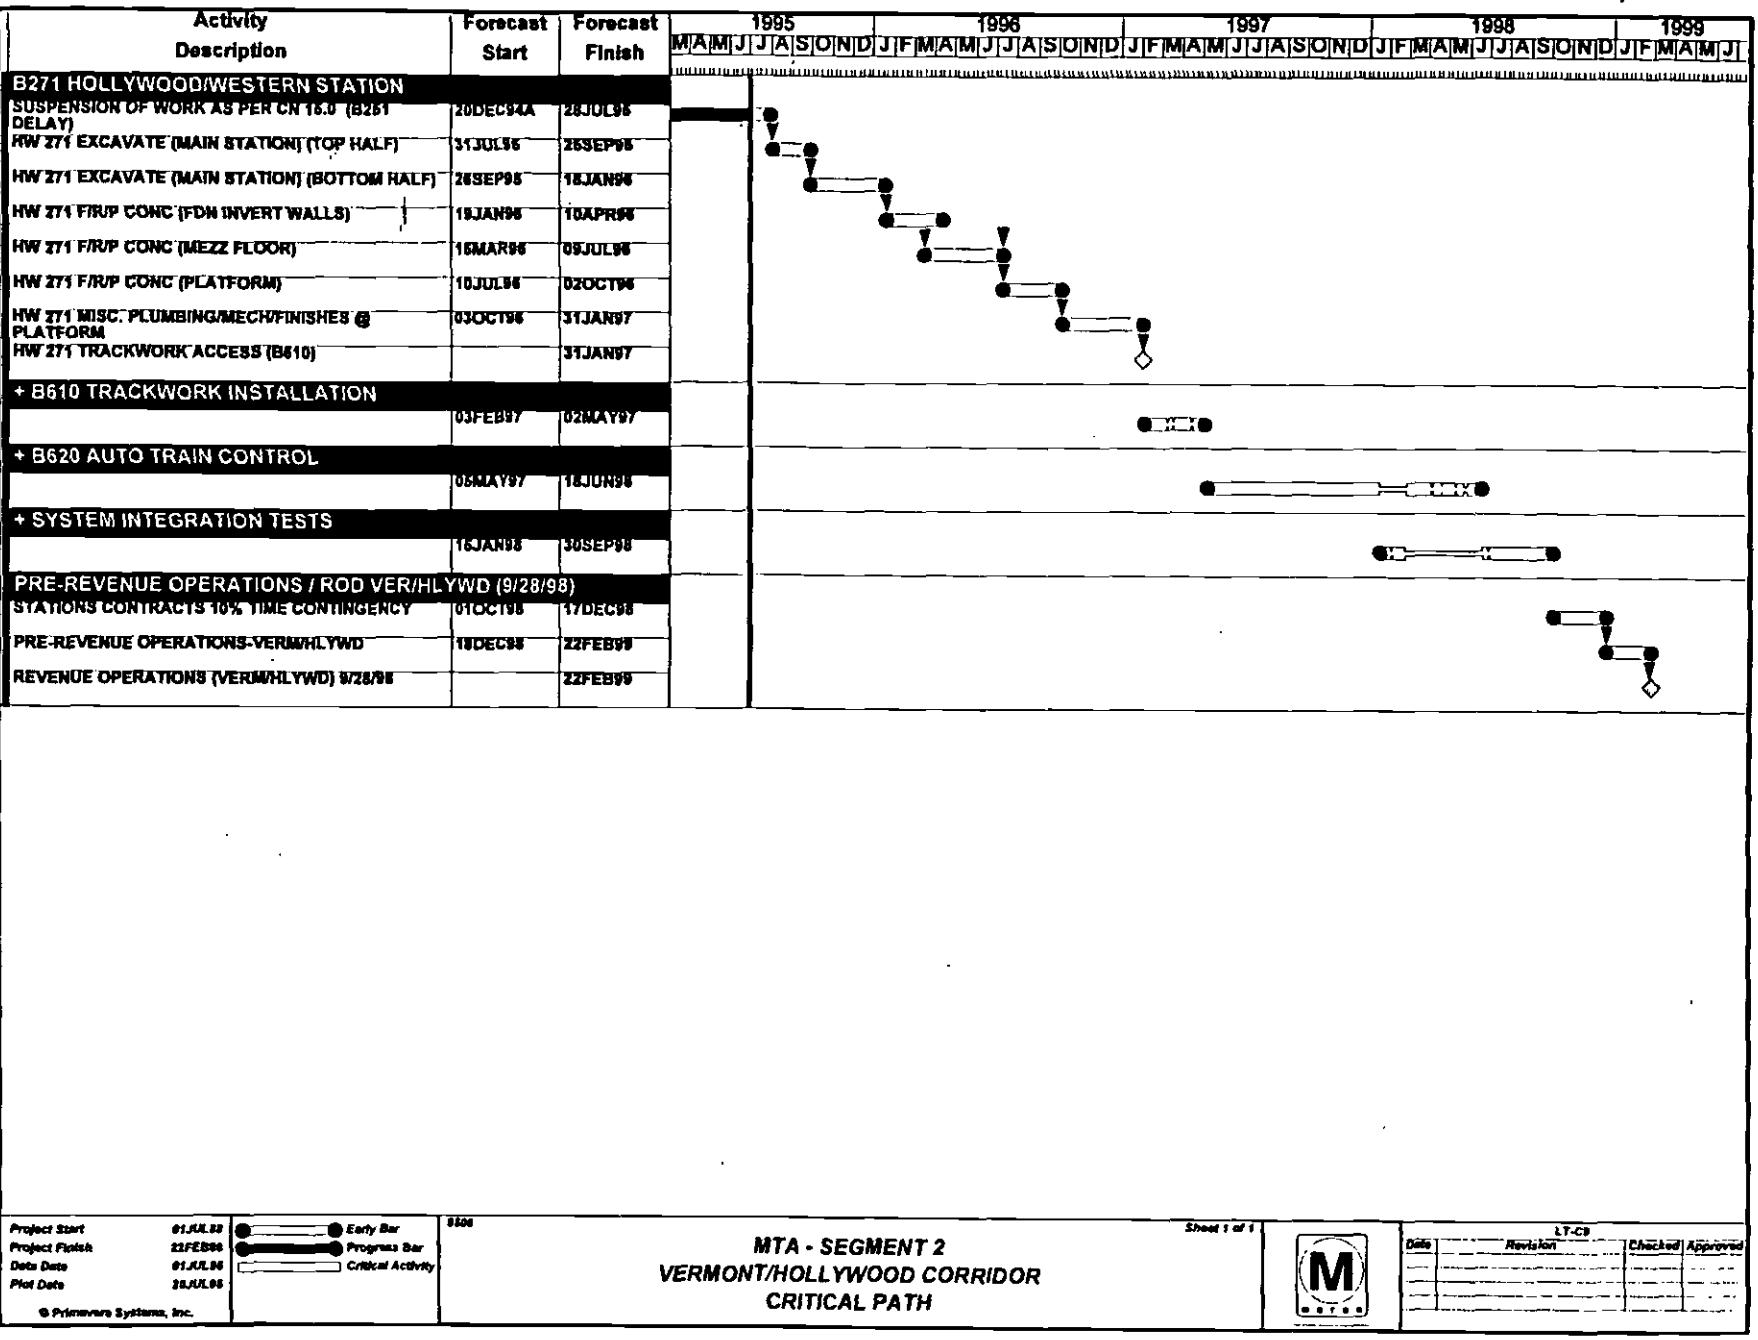 Activity Description Forecast Start Forecast Finish
1995 1996 1997 1998 1999
M A M J J A S O N D J F M A M J J A S O N D J F M A M J J A S O N D J F M A M J J A S O N D J F M A M J
B271 HOLLYWOOD/WESTERN STATION
SUSPENSION OF WORK AS PER CN 15.0 (B251 DELAY) 20DEC94A 28JUL95
HW 271 EXCAVATE (MAIN STATION) (TOP HALF) 31JUL95 25SEP95
HW 271 EXCAVATE (MAIN STATION) (BOTTOM HALF) 26SEP95 18JAN96
HW 271 F/R/P CONC (FDN INVERT WALLS) 19JAN96 10APR96
HW 271 F/R/P CONC (MEZZ FLOOR) 09JUL96
HW 271 F/R/P CONC (PLATFORM) 10JUL96 02OCT96
HW 271 MISC. PLUMBING/MECH/FINISHES @ PLATFORM 03OCT96 31JAN97
HW 271 TRACKWORK ACCESS (B610) 31JAN97
+ B610 TRACKWORK INSTALLATION
03FEB97 02MAY97
+ B620 AUTO TRAIN CONTROL
05MAY97 18JUN98
+ SYSTEM INTEGRATION TESTS
30SEP98
PRE-REVENUE OPERATIONS / ROD VER/HLYWD (9/28/98)
STATIONS CONTRACTS 10% TIME CONTINGENCY 01OCT98 17DEC98
PRE-REVENUE OPERATIONS-VERM/HLYWD 18DEC98 22FEB99
REVENUE OPERATIONS (VERM/HLYWD) 9/28/98 22FEB99
Project Start
Project Finish 22FEB99
Data Date 01JUL95
Plot Date
© Primavera Systems, Inc.
Early Bar
Progress Bar
Critical Activity
MTA - SEGMENT 2
VERMONT/HOLLYWOOD CORRIDOR
CRITICAL PATH
Sheet 1 of 1
M
METRO
Date Revision Checked Approved